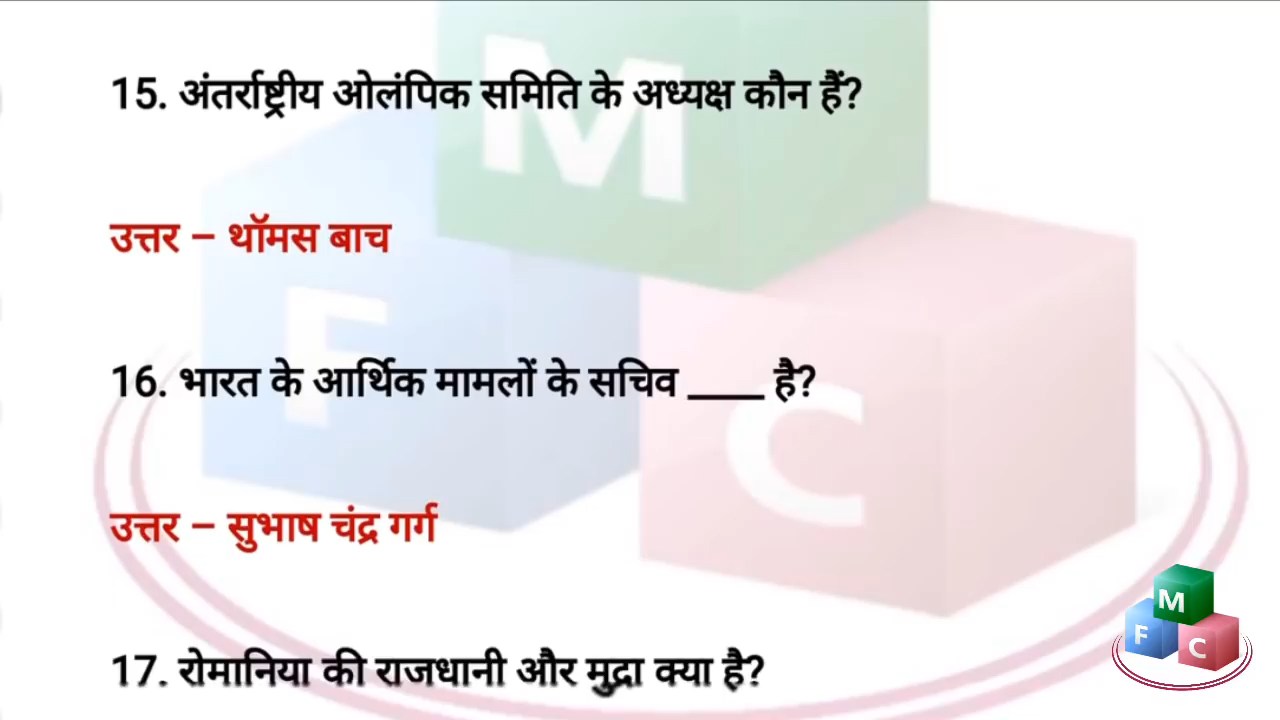 15. अंतर्राष्ट्रीय ओलंपिक समिति के अध्यक्ष कौन हैं?
उत्तर – थॉमस बाच
16. भारत के आर्थिक मामलों के सचिव ____ है?
उत्तर – सुभाष चंद्र गर्ग
17. रोमानिया की राजधानी और मुद्रा क्या है?
M
F
C
M
F
C